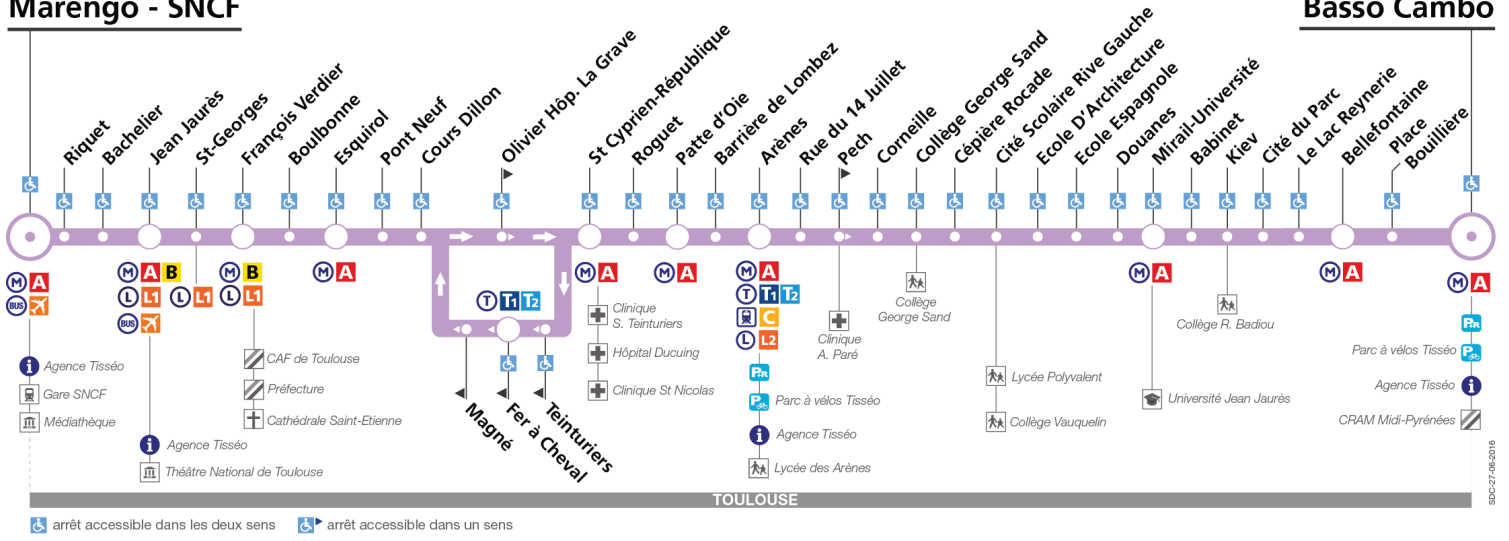 Marengo - SNCF
Basso Cambo
Riquet
Bachelier
Jean Jaurès
St-Georges
François Verdier
Boulbonne
Esquirol
Pont Neuf
Cours Dillon
Olivier Hôp. La Grave
St Cyprien-République
Roguet
Patte d'Oie
Barrière de Lombez
Arènes
Rue du 14 Juillet
Pech
Corneille
Collège George Sand
Cépière Rocade
Cité Scolaire Rive Gauche
Ecole D'Architecture
Ecole Espagnole
Douanes
Mirail-Université
Babinet
Kiev
Cité du Parc
Le Lac Reynerie
Bellefontaine
Place
Bouillière
M A
BUS
Agence Tisséo
Gare SNCF
Médiathèque
M A B
L L1
BUS
Agence Tisséo
Théâtre National de Toulouse
L L1
M B
L L1
CAF de Toulouse
Préfecture
Cathédrale Saint-Etienne
M A
T T1 T2
Magné
Fer à Cheval
Teinturiers
M A
Clinique
S. Teinturiers
Hôpital Ducuing
Clinique St Nicolas
M A
M A
T T1 T2
C
L L2
P+R
P
Parc à vélos Tisséo
Agence Tisséo
Lycée des Arènes
Clinique
A. Paré
Collège
George Sand
Lycée Polyvalent
Collège Vauquelin
M A
Université Jean Jaurès
Collège R. Badiou
M A
M A
P+R
Parc à vélos Tisséo P
Agence Tisséo
CRAM Midi-Pyrénées
SDC-27-06-2016
TOULOUSE
arrêt accessible dans les deux sens
arrêt accessible dans un sens